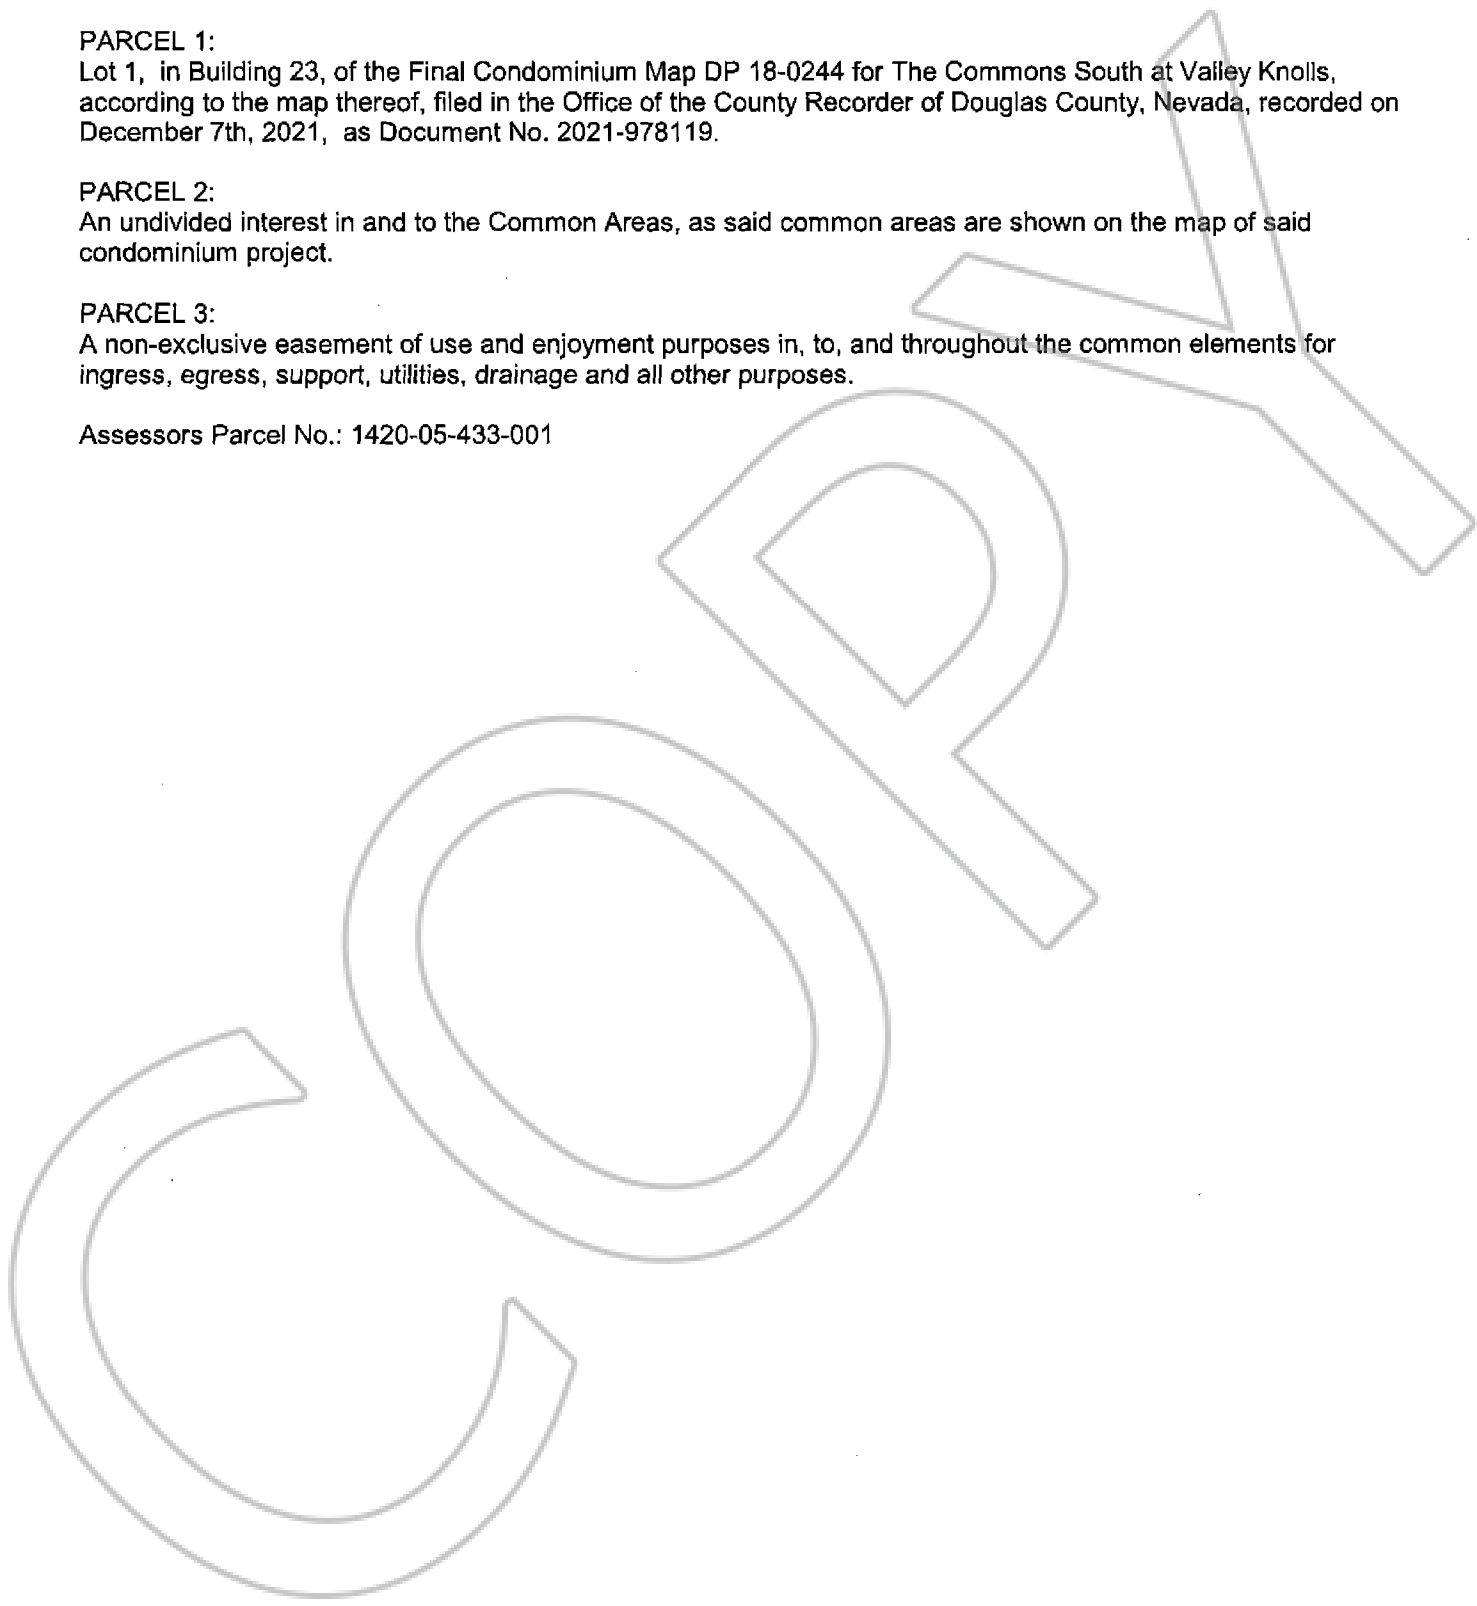 PARCEL 1:
Lot 1,  in Building 23, of the Final Condominium Map DP 18-0244 for The Commons South at Valley Knolls,
according to the map thereof, filed in the Office of the County Recorder of Douglas County, Nevada, recorded on
December 7th, 2021,  as Document No. 2021-978119.
PARCEL 2:
An undivided interest in and to the Common Areas, as said common areas are shown on the map of said
condominium project.
PARCEL 3:
A non-exclusive easement of use and enjoyment purposes in, to, and throughout the common elements for
ingress, egress, support, utilities, drainage and all other purposes.
Assessors Parcel No.: 1420-05-433-001
COPY